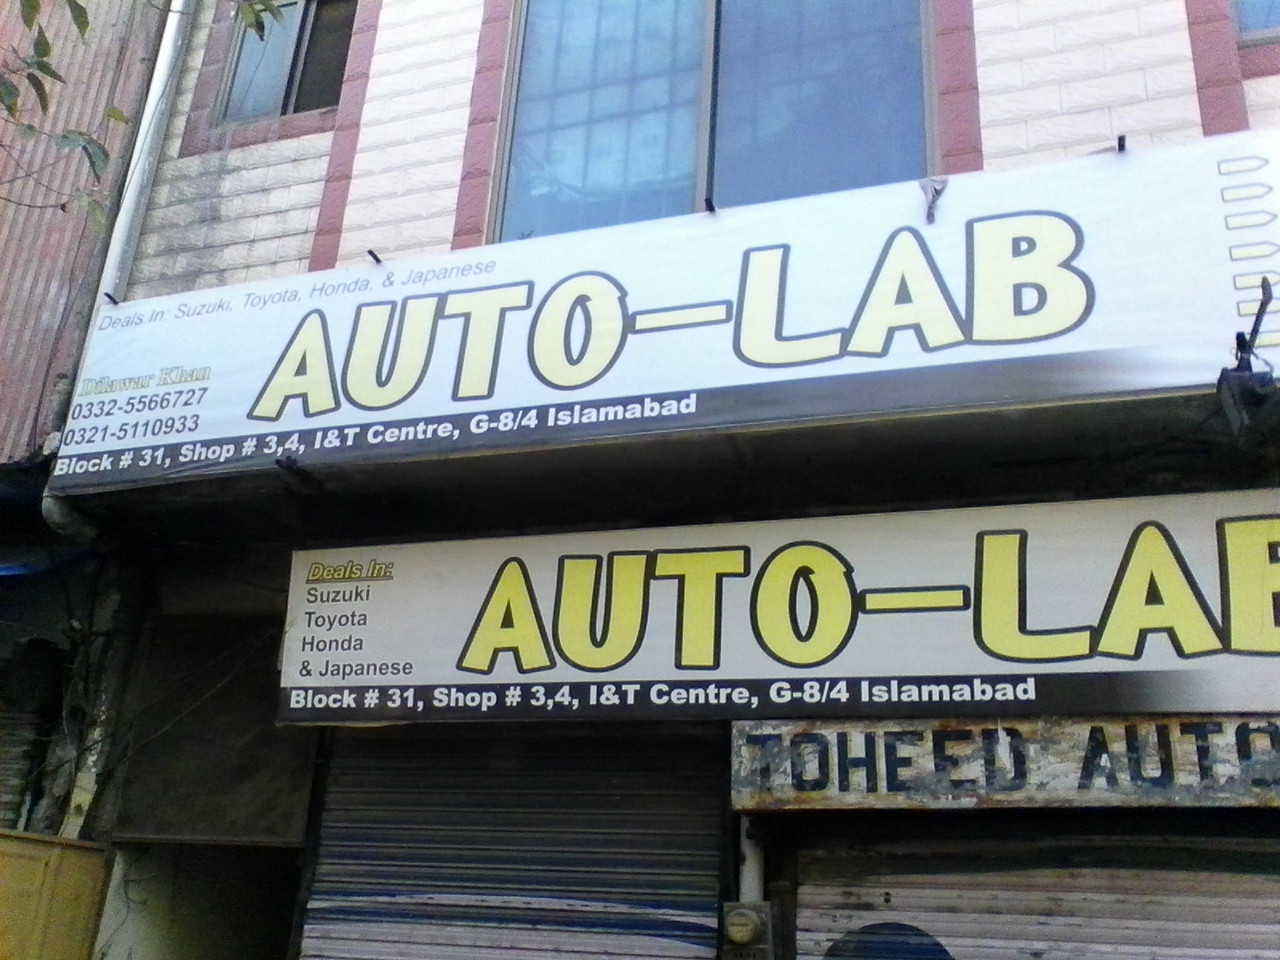 Deals In: Suzuki, Toyota, Honda, & Japanese
AUTO-LAB
Dilawar Khan
0332-5566727
0321-5110933
Block # 31, Shop # 3,4, I&T Centre, G-8/4 Islamabad
Deals In:
Suzuki
Toyota
Honda
& Japanese
AUTO-LAB
Block # 31, Shop # 3,4, I&T Centre, G-8/4 Islamabad
TOHEED AUTO